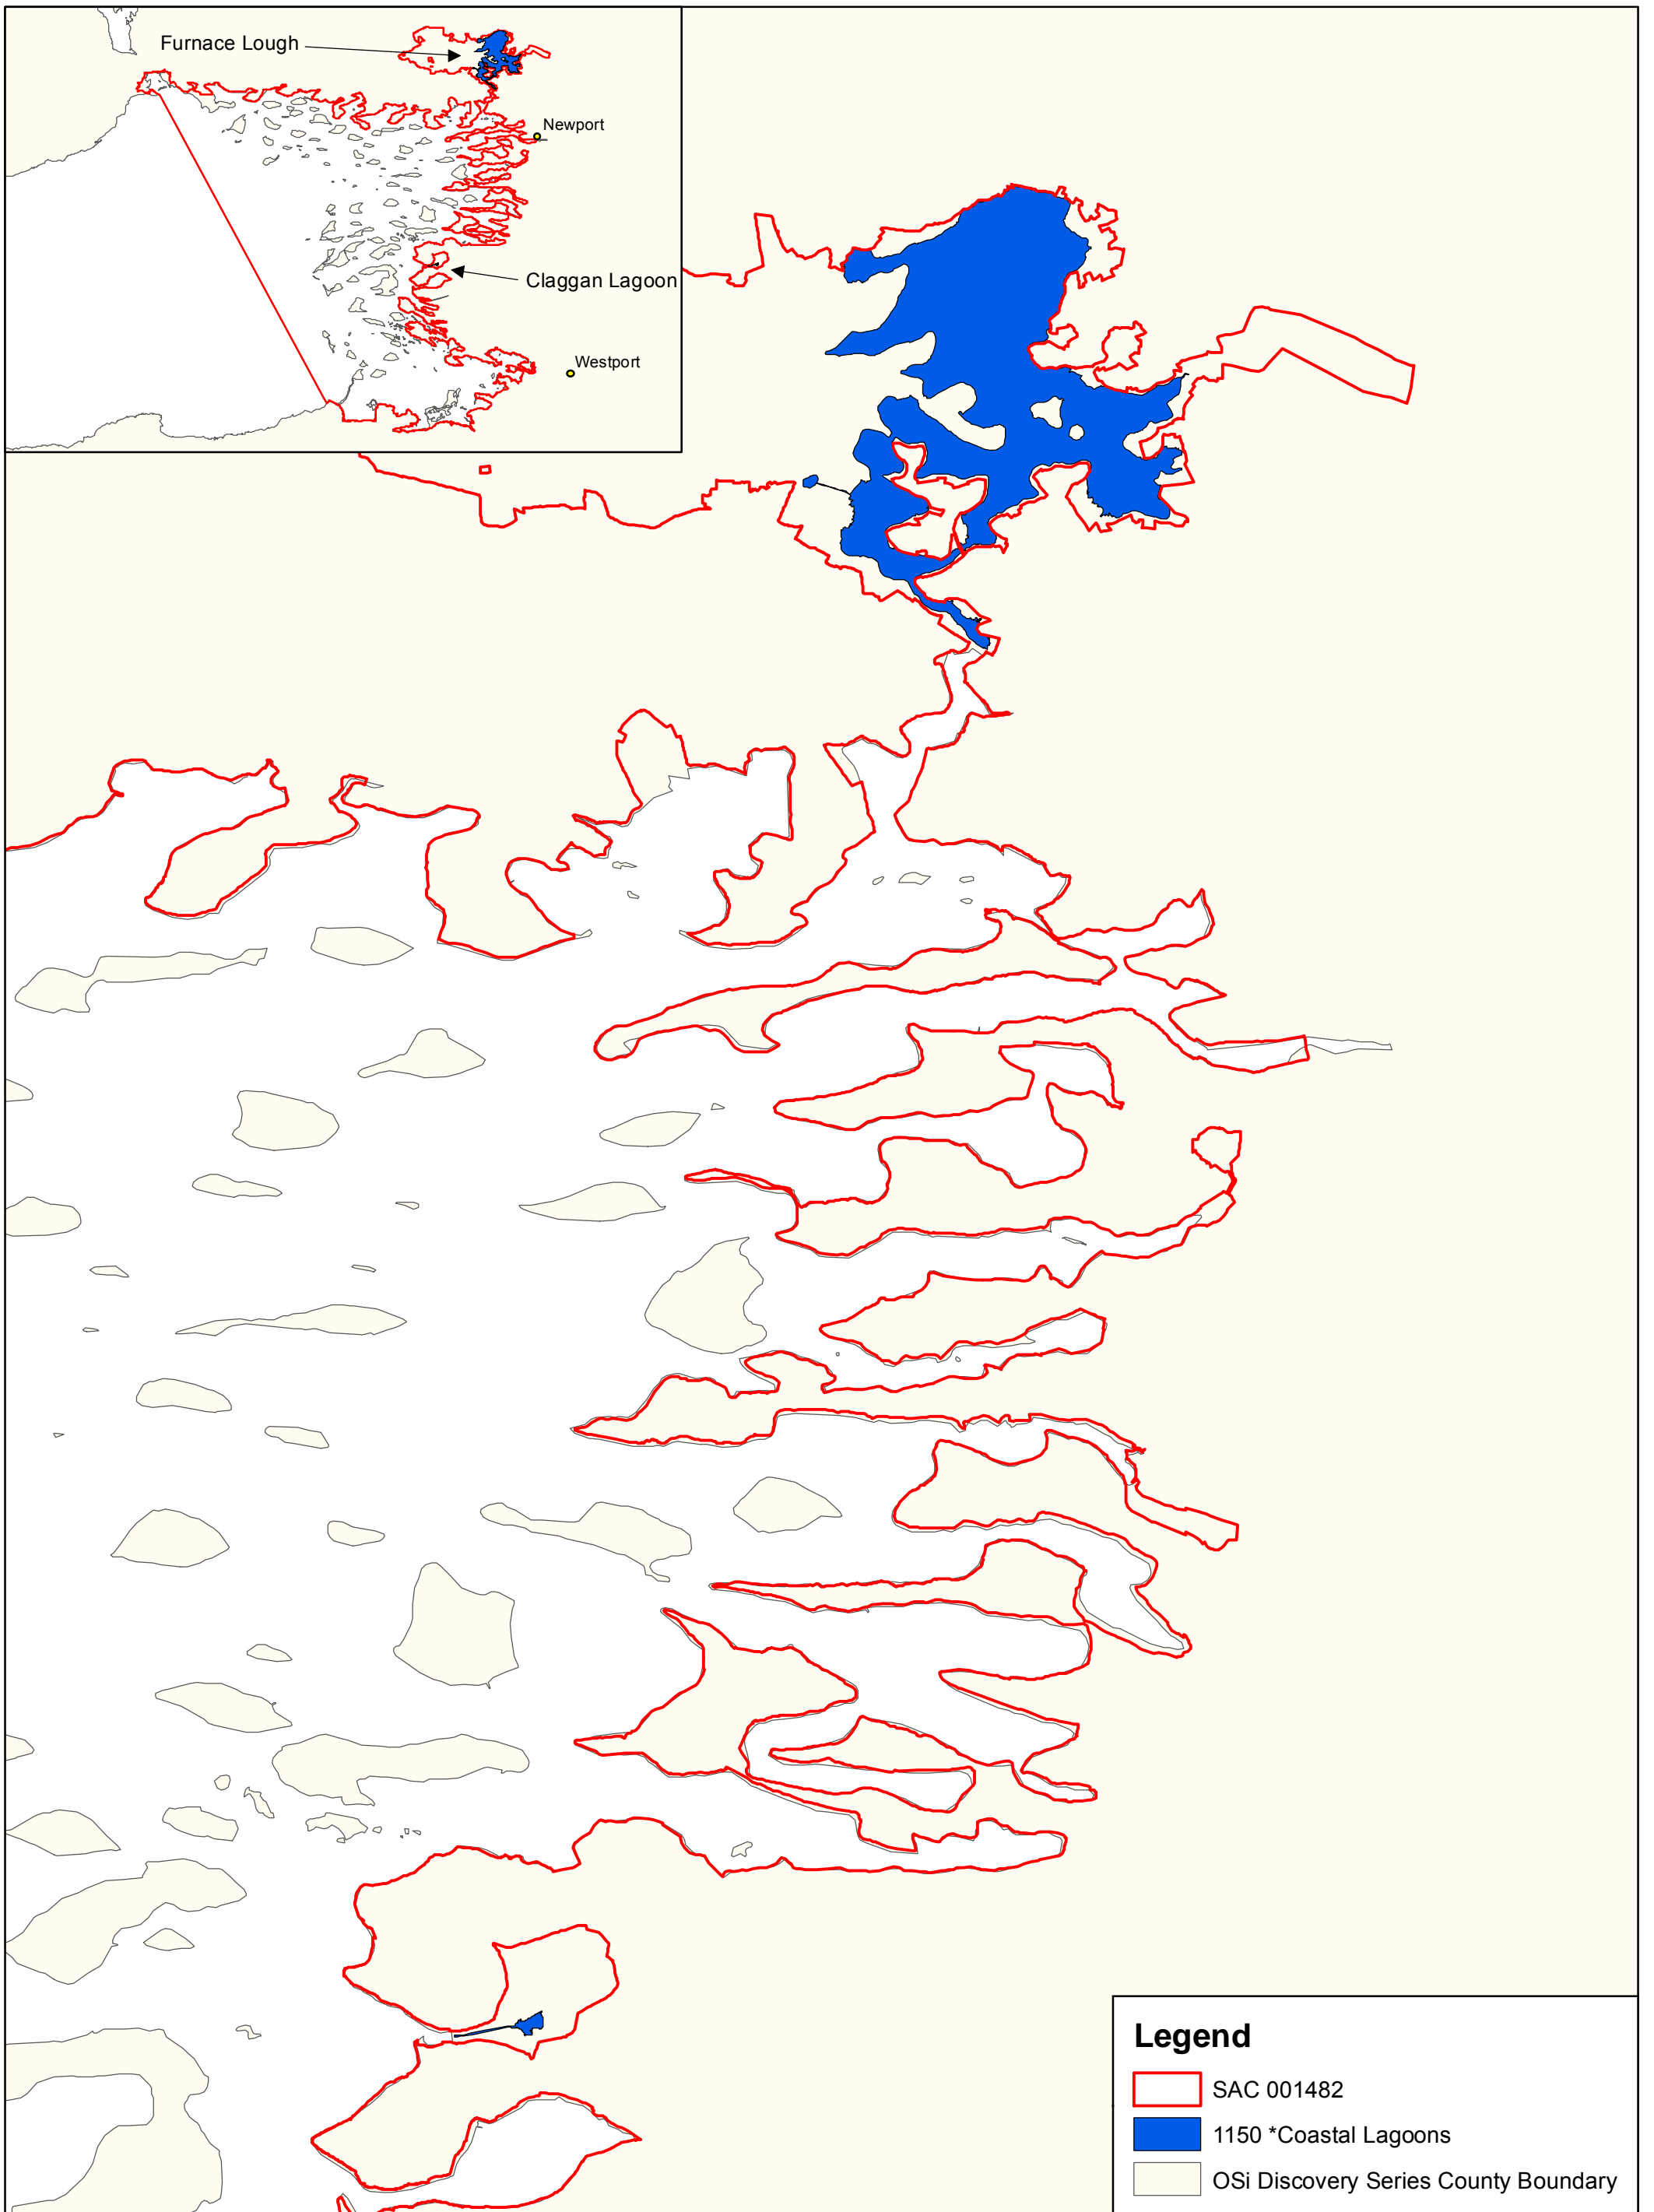 Furnace Lough
Newport
Claggan Lagoon
Westport
Legend
SAC 001482
1150 *Coastal Lagoons
OSi Discovery Series County Boundary